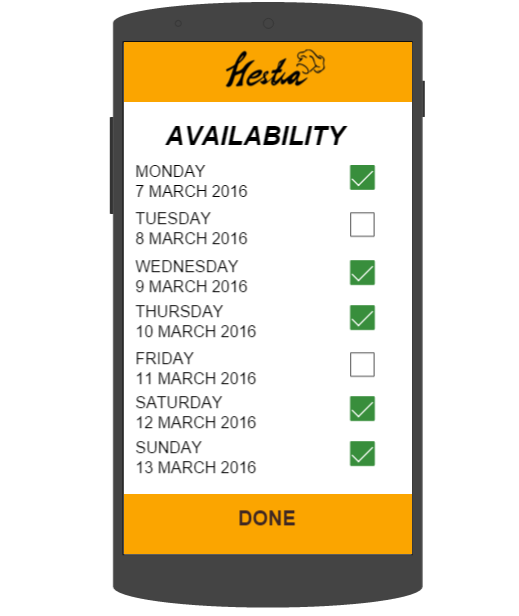 Hestia
AVAILABILITY
MONDAY
7 MARCH 2016
TUESDAY
8 MARCH 2016
WEDNESDAY
9 MARCH 2016
THURSDAY
10 MARCH 2016
FRIDAY
11 MARCH 2016
SATURDAY
12 MARCH 2016
SUNDAY
13 MARCH 2016
DONE